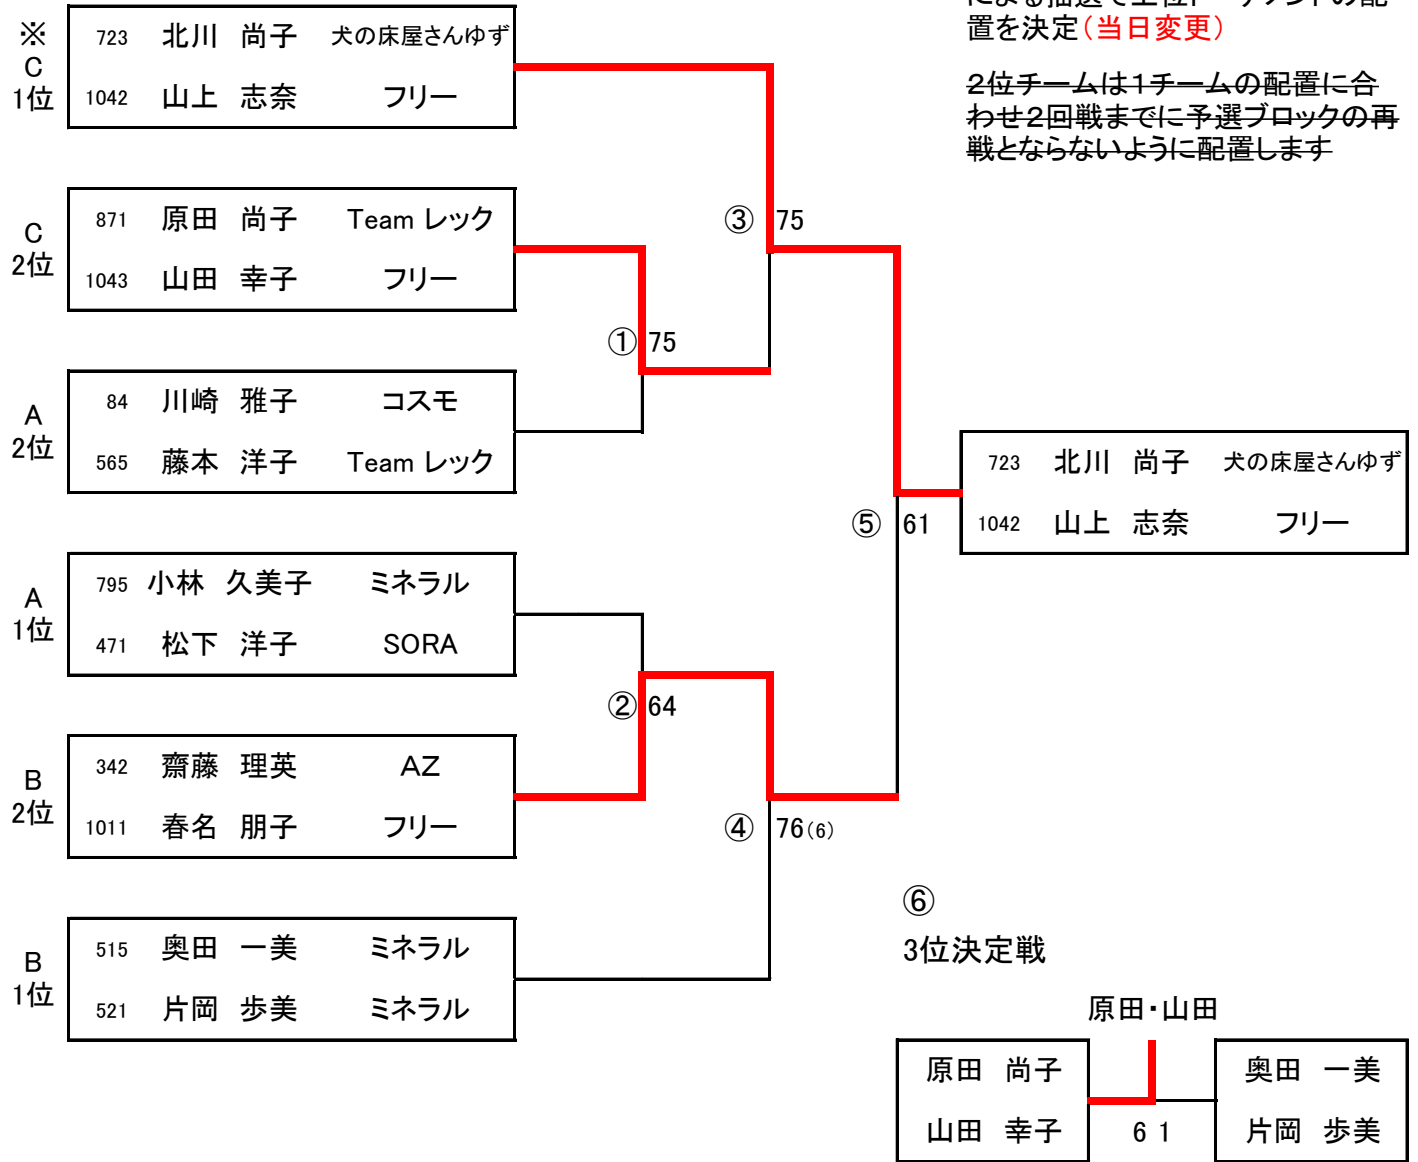 置を決定(当日変更)
2位チームは1チームの配置に合
わせ2回戦までに予選ブロックの再
戦とならないように配置します
※
C
1位
723 北川 尚子 犬の床屋さんゆず
1042 山上 志奈 フリー
C
2位
871 原田 尚子 Team レック
1043 山田 幸子 フリー
③ 75
① 75
A
2位
84 川崎 雅子 コスモ
565 藤本 洋子 Team レック
723 北川 尚子 犬の床屋さんゆず
1042 山上 志奈 フリー
⑤ 61
A
1位
795 小林 久美子 ミネラル
471 松下 洋子 SORA
② 64
B
2位
342 齋藤 理英 AZ
1011 春名 朋子 フリー
④ 76(6)
B
1位
515 奥田 一美 ミネラル
521 片岡 歩美 ミネラル
⑥
3位決定戦
原田・山田
原田 尚子 奥田 一美
山田 幸子 6 1 片岡 歩美